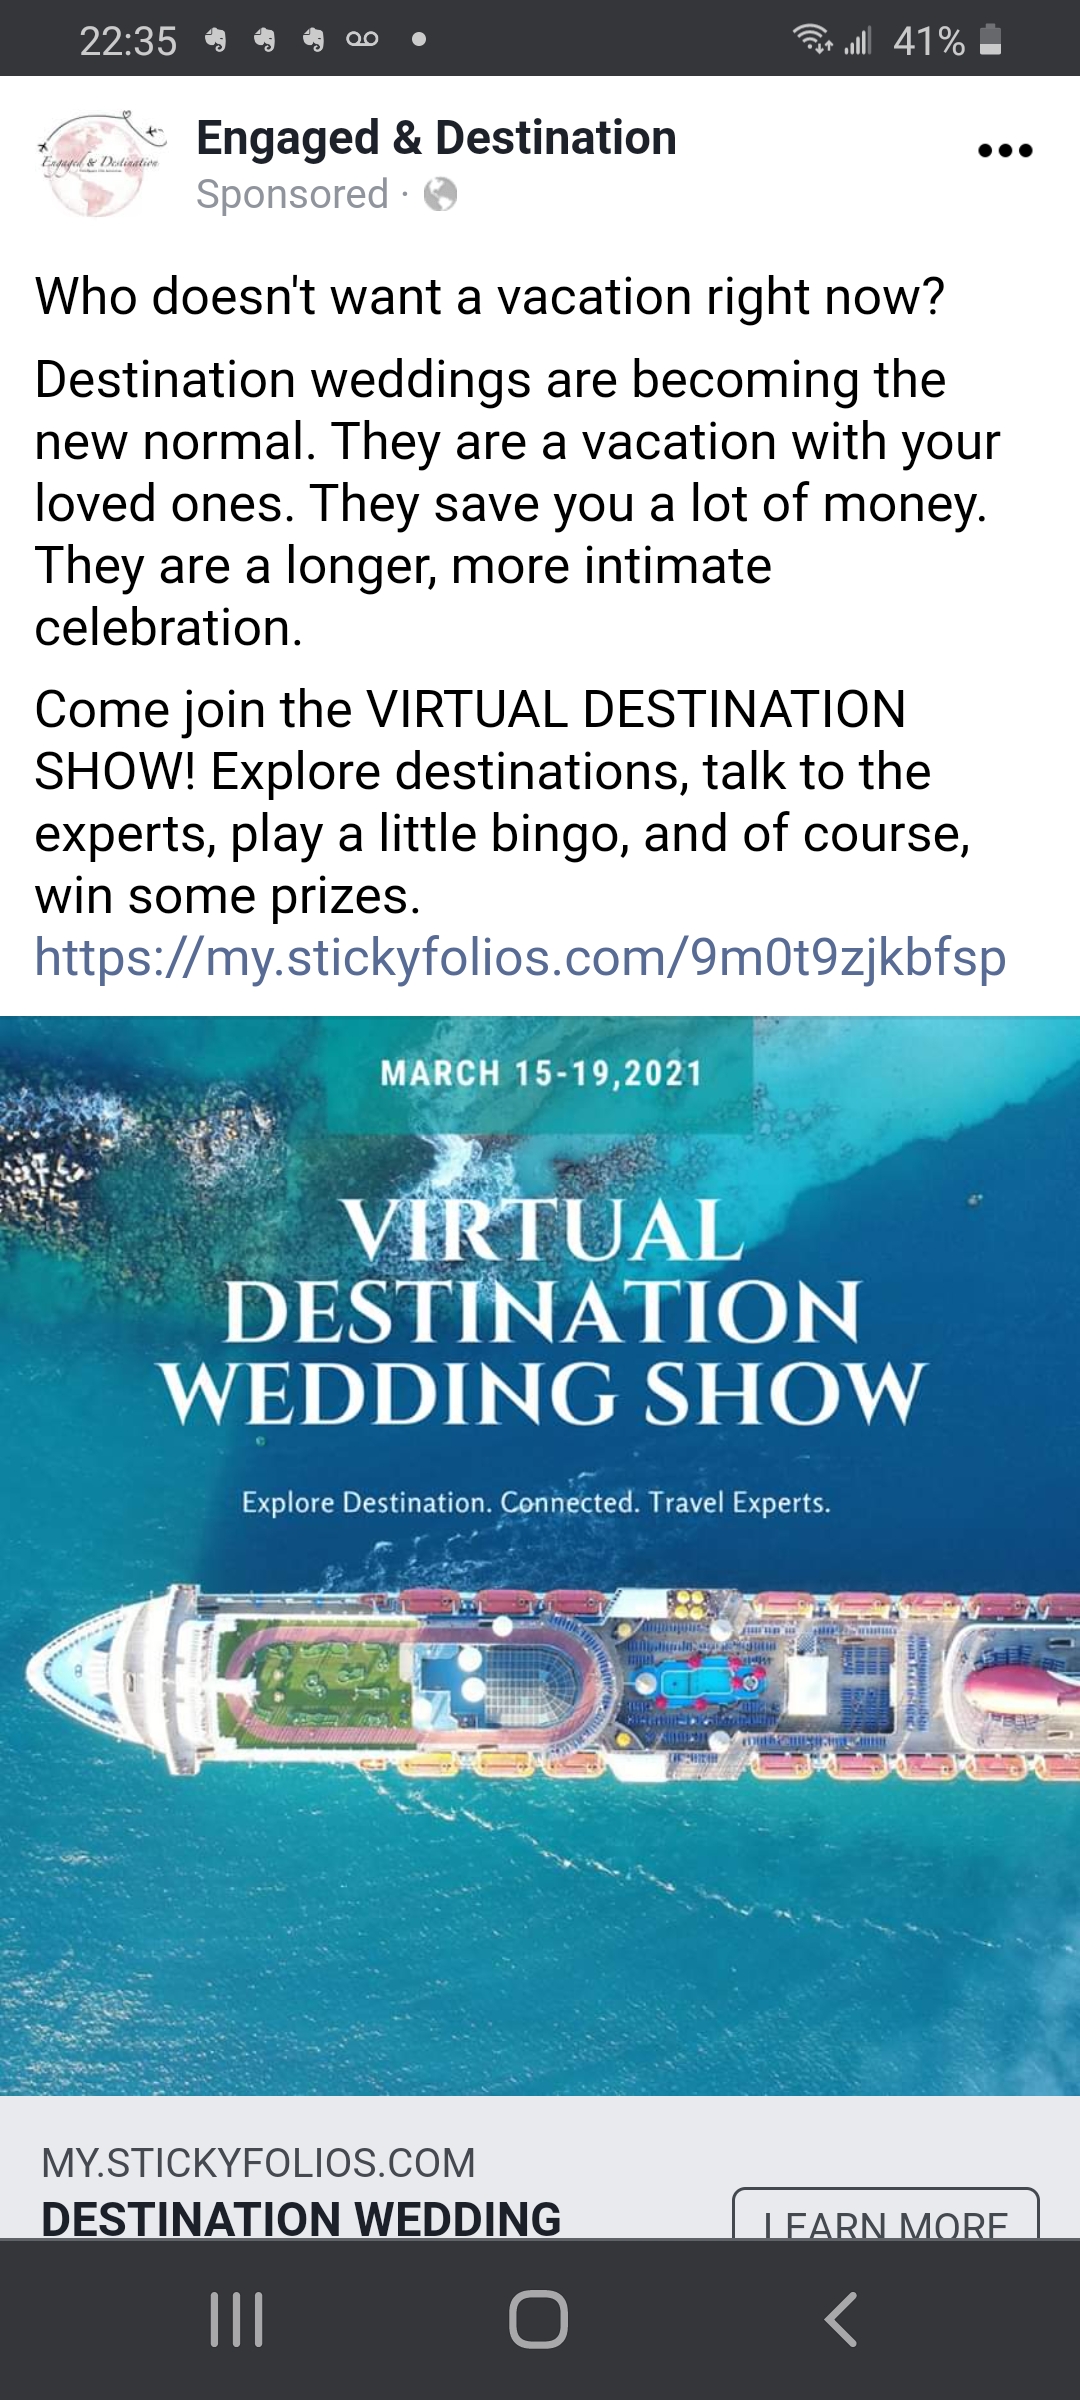 22:35
41%
Engaged & Destination
Engaged & Destination
Sponsored ·
Who doesn't want a vacation right now?
Destination weddings are becoming the
new normal. They are a vacation with your
loved ones. They save you a lot of money.
They are a longer, more intimate
celebration.
Come join the VIRTUAL DESTINATION
SHOW! Explore destinations, talk to the
experts, play a little bingo, and of course,
win some prizes.
https://my.stickyfolios.com/9m0t9zjkbfsp
MARCH 15-19,2021
VIRTUAL
DESTINATION
WEDDING SHOW
Explore Destination. Connected. Travel Experts.
MY.STICKYFOLIOS.COM
DESTINATION WEDDING
LEARN MORE